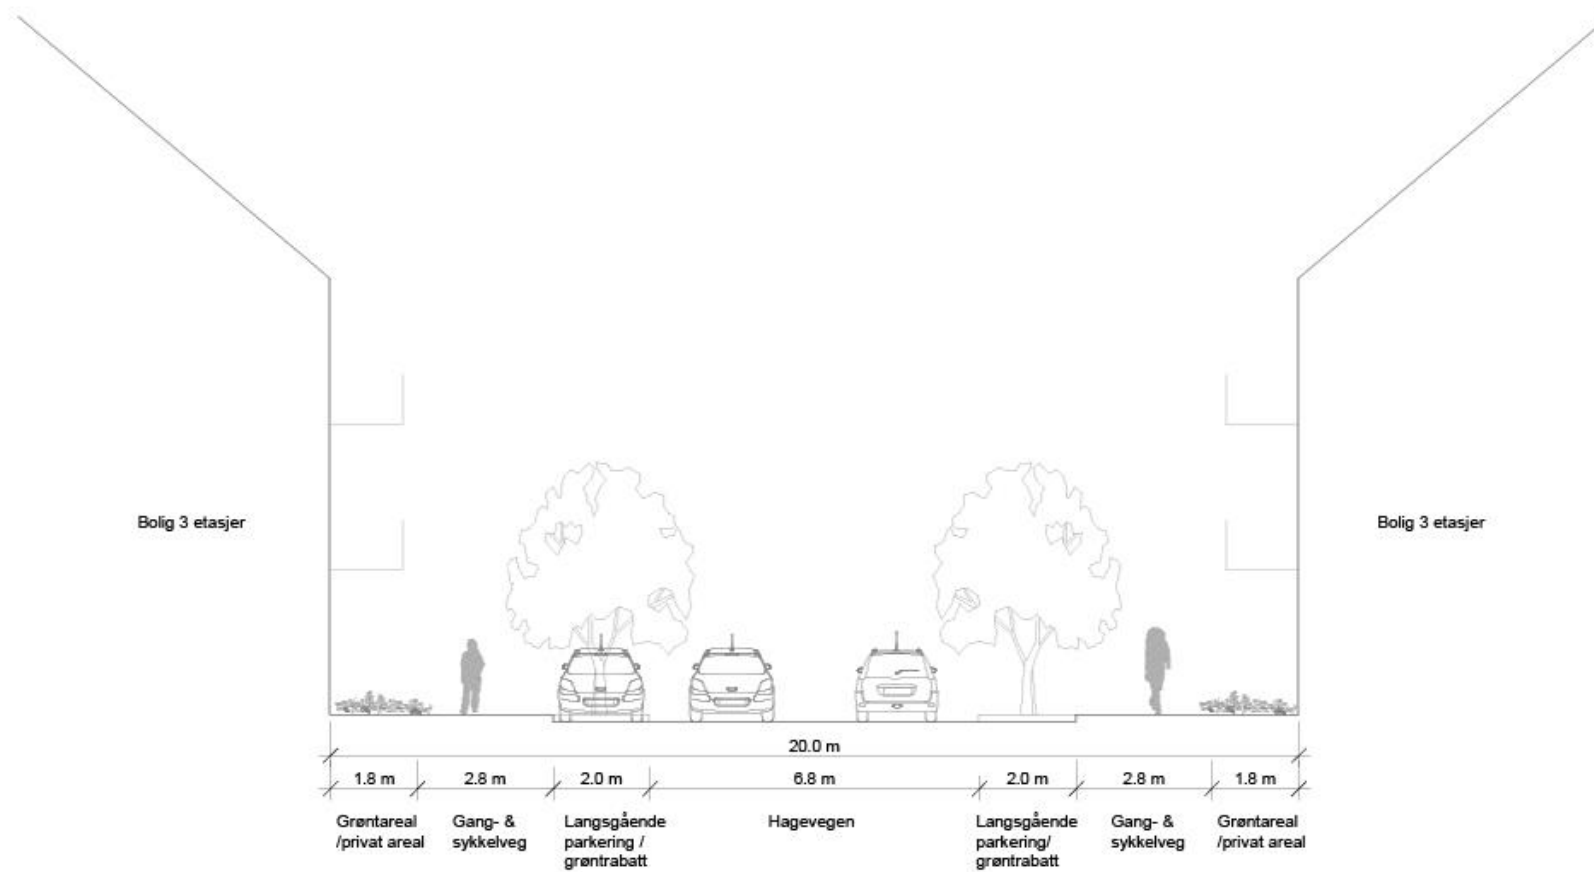 Bolig 3 etasjer
Bolig 3 etasjer
20.0 m
1.8 m
2.8 m
2.0 m
6.8 m
2.0 m
2.8 m
1.8 m
Grøntareal
/privat areal
Gang- &
sykkelveg
Langsgående
parkering /
grøntrabatt
Hagevegen
Langsgående
parkering/
grøntrabatt
Gang- &
sykkelveg
Grøntareal
/privat areal